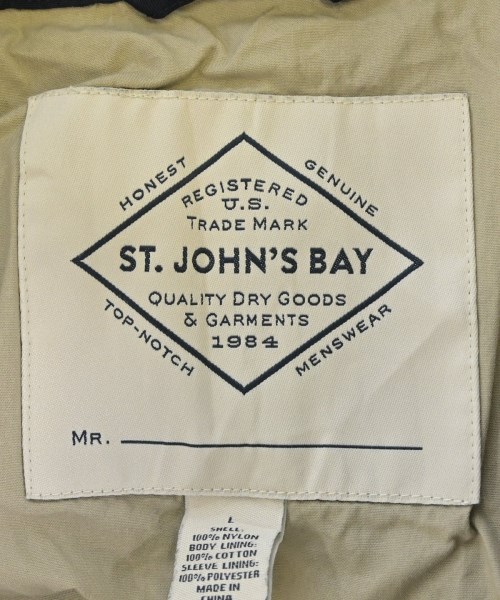 HONEST
GENUINE
REGISTERED
U.S.
TRADE MARK
ST. JOHN'S BAY
QUALITY DRY GOODS
& GARMENTS
1984
TOP-NOTCH
MENSWEAR
MR.
L
SHELL:
100% NYLON
BODY LINING:
100% COTTON
SLEEVE LINING:
100% POLYESTER
MADE IN
CHINA